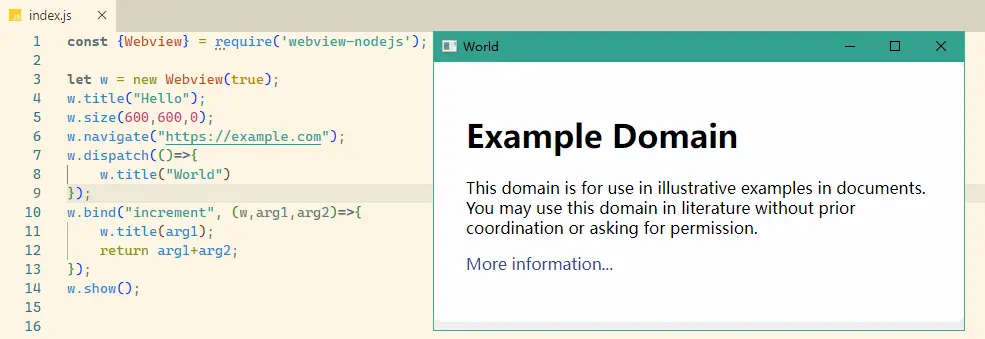 index.js
1 const {Webview} = require('webview-nodejs');
2
3 let w = new Webview(true);
4 w.title("Hello");
5 w.size(600,600,0);
6 w.navigate("https://example.com");
7 w.dispatch(()=>{
8     w.title("World")
9 });
10 w.bind("increment", (w,arg1,arg2)=>{
11     w.title(arg1);
12     return arg1+arg2;
13 });
14 w.show();
15
16
World
Example Domain
This domain is for use in illustrative examples in documents.
You may use this domain in literature without prior
coordination or asking for permission.
More information...